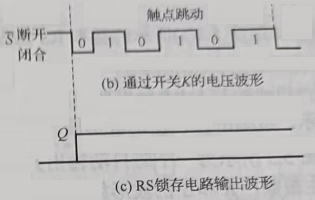 触点跳动
S̅ 断开
闭合
0 1 0 1 0 1
(b) 通过开关K的电压波形
Q
(c) RS锁存电路输出波形